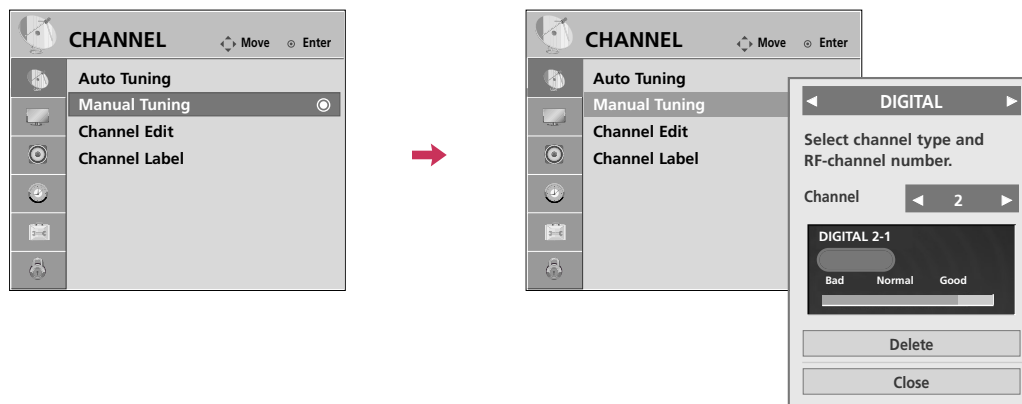 CHANNEL Move Enter
Auto Tuning
Manual Tuning
Channel Edit
Channel Label
CHANNEL Move Enter
Auto Tuning
Manual Tuning
Channel Edit
Channel Label
DIGITAL
Select channel type and
RF-channel number.
Channel 2
DIGITAL 2-1
Bad Normal Good
Delete
Close